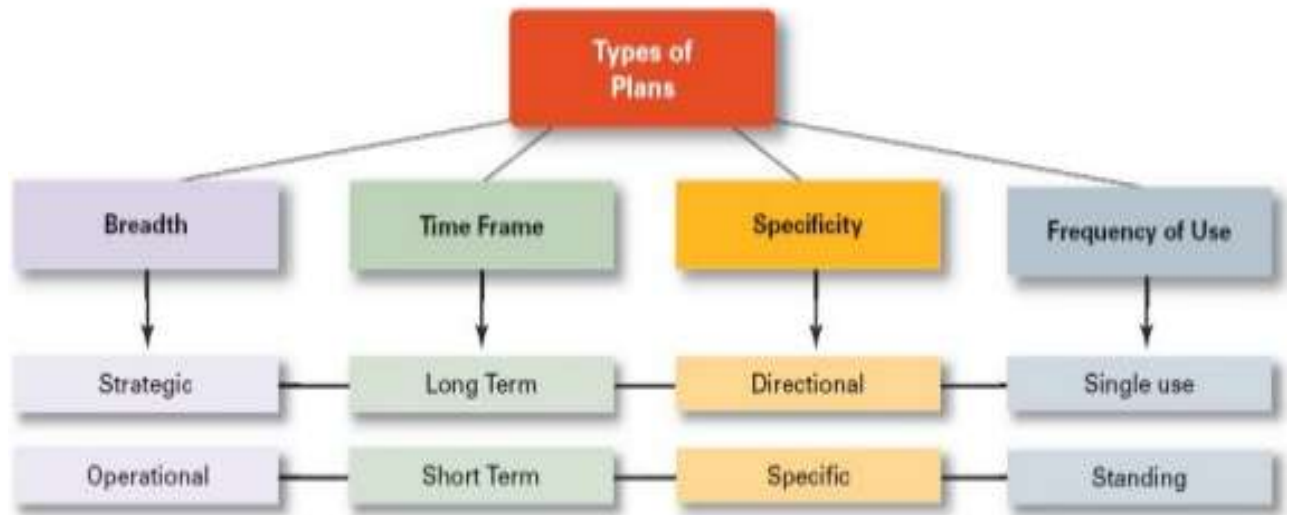 Types of
Plans
Breadth
Time Frame
Specificity
Frequency of Use
Strategic
Long Term
Directional
Single use
Operational
Short Term
Specific
Standing